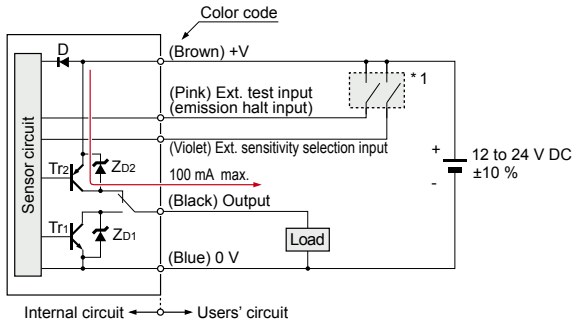 Color code
D
(Brown) +V
(Pink) Ext. test input
(emission halt input)
* 1
(Violet) Ext. sensitivity selection input
Sensor circuit
Tr2
ZD2
100 mA max.
+
-
12 to 24 V DC
±10 %
(Black) Output
Tr1
ZD1
Load
(Blue) 0 V
Internal circuit
Users' circuit